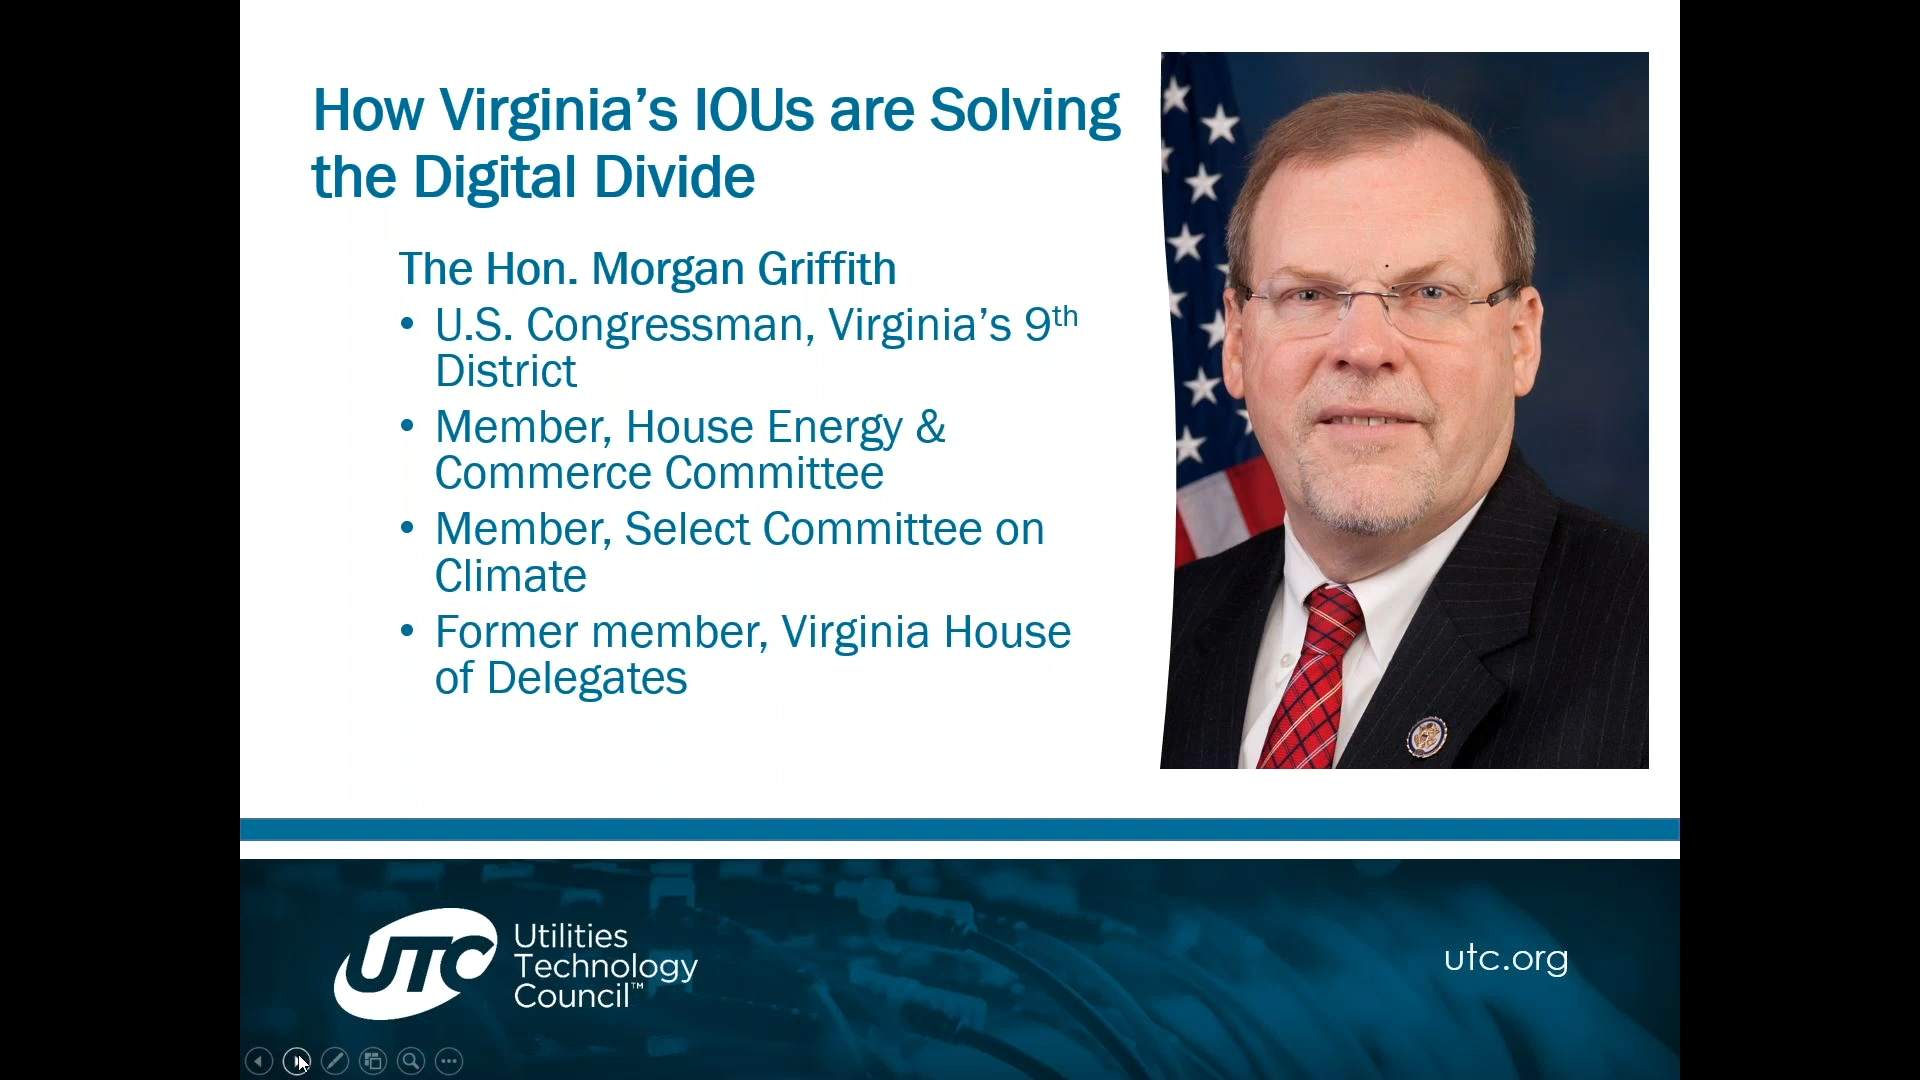 How Virginia’s IOUs are Solving
the Digital Divide
The Hon. Morgan Griffith
• U.S. Congressman, Virginia’s 9th
District
• Member, House Energy &
Commerce Committee
• Member, Select Committee on
Climate
• Former member, Virginia House
of Delegates
UTC
Utilities
Technology
Council™
utc.org